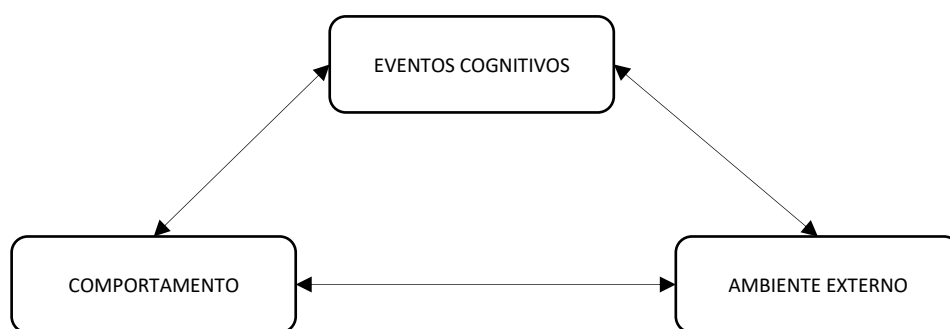 EVENTOS COGNITIVOS
COMPORTAMENTO
AMBIENTE EXTERNO